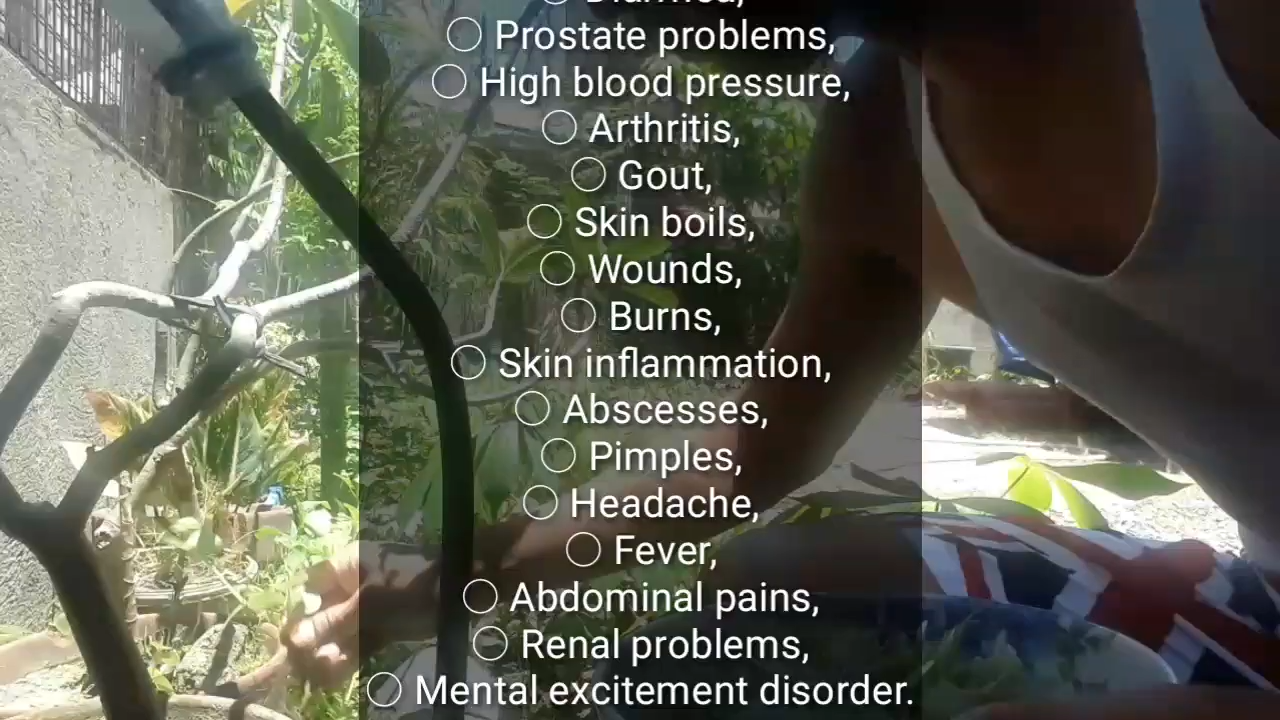 ○ Prostate problems,
○ High blood pressure,
○ Arthritis,
○ Gout,
○ Skin boils,
○ Wounds,
○ Burns,
○ Skin inflammation,
○ Abscesses,
○ Pimples,
○ Headache,
○ Fever,
○ Abdominal pains,
○ Renal problems,
○ Mental excitement disorder.